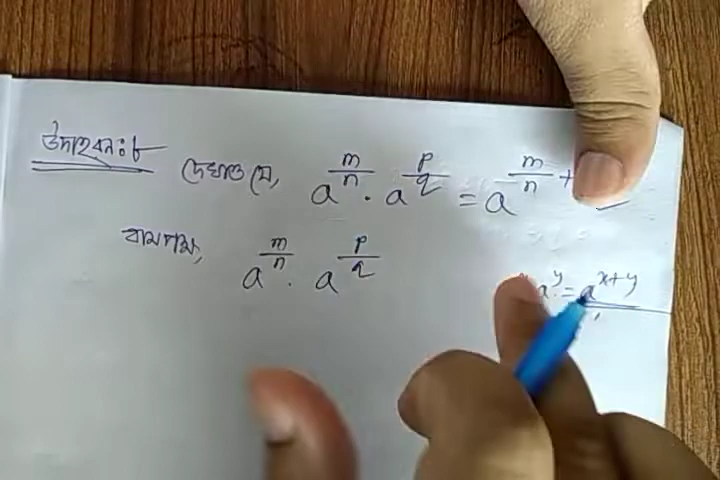 উদাহরণঃ ৮ দেখাও যে, a^{m/n} · a^{p/q} = a^{m/n +
বামপক্ষ, a^{m/n} · a^{p/q}
a^y = a^{x+y}